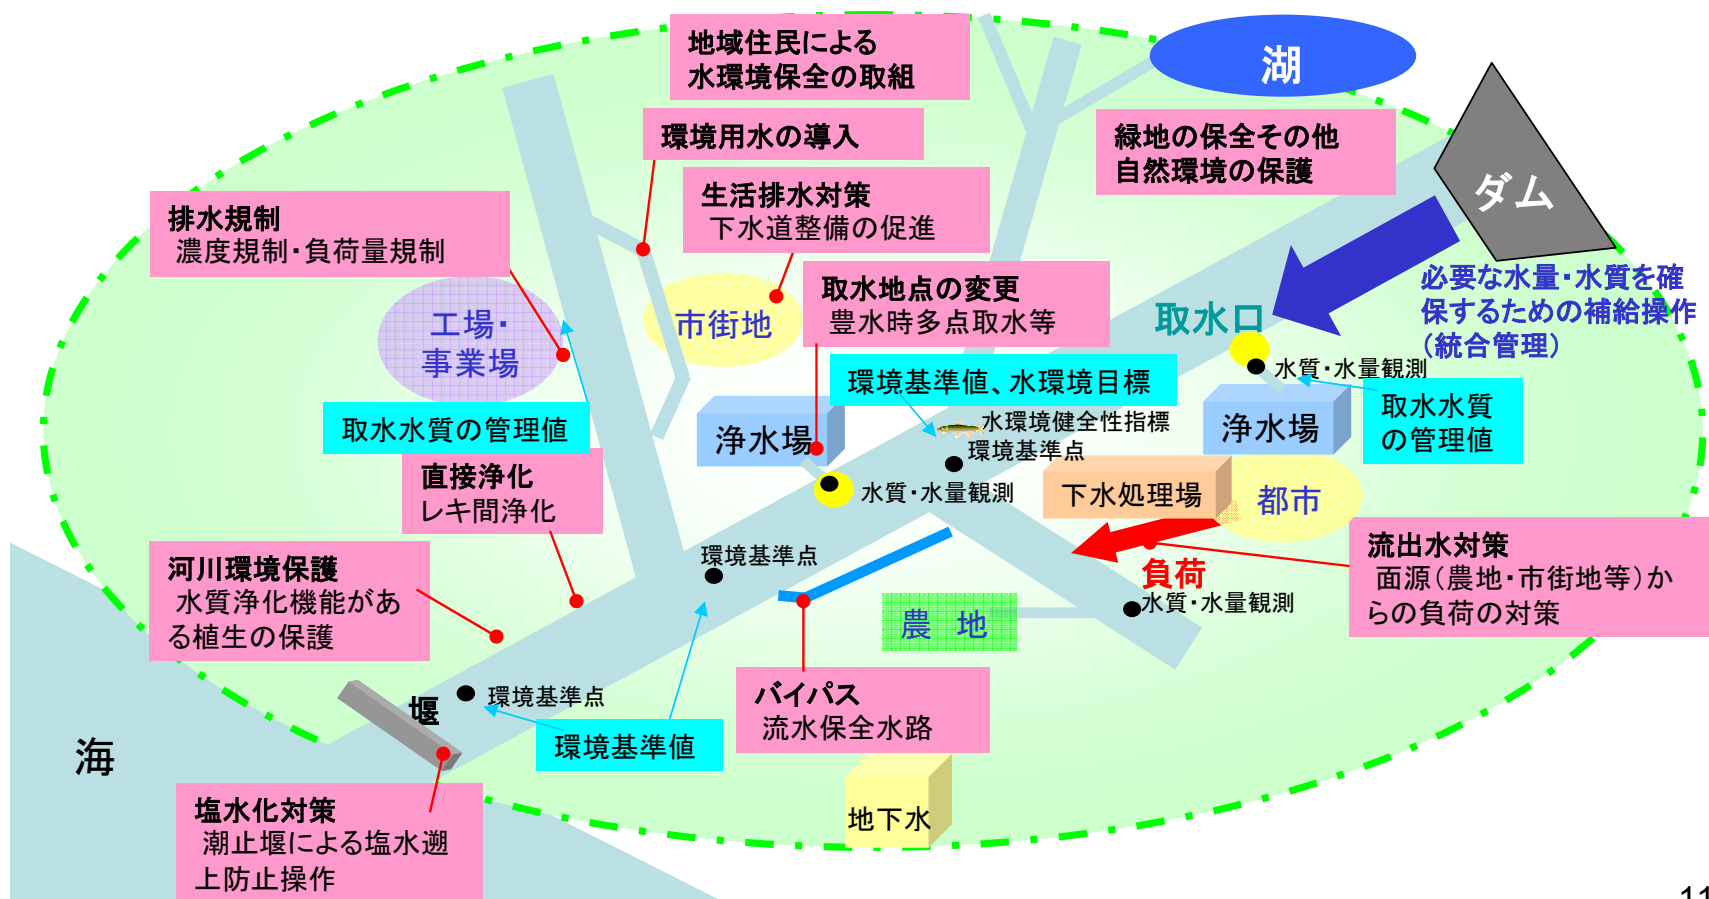 地域住民による
水環境保全の取組
湖
環境用水の導入
緑地の保全その他
自然環境の保護
生活排水対策
下水道整備の促進
ダム
排水規制
濃度規制・負荷量規制
取水地点の変更
豊水時多点取水等
必要な水量・水質を確
保するための補給操作
(統合管理)
取水口
工場・
事業場
市街地
水質・水量観測
環境基準値、水環境目標
取水水質
の管理値
取水水質の管理値
浄水場
水環境健全性指標
環境基準点
浄水場
直接浄化
レキ間浄化
水質・水量観測
下水処理場
都市
流出水対策
面源(農地・市街地等)か
らの負荷の対策
河川環境保護
水質浄化機能があ
る植生の保護
環境基準点
負荷
水質・水量観測
農 地
堰
環境基準点
バイパス
流水保全水路
環境基準値
海
塩水化対策
潮止堰による塩水遡
上防止操作
地下水
11